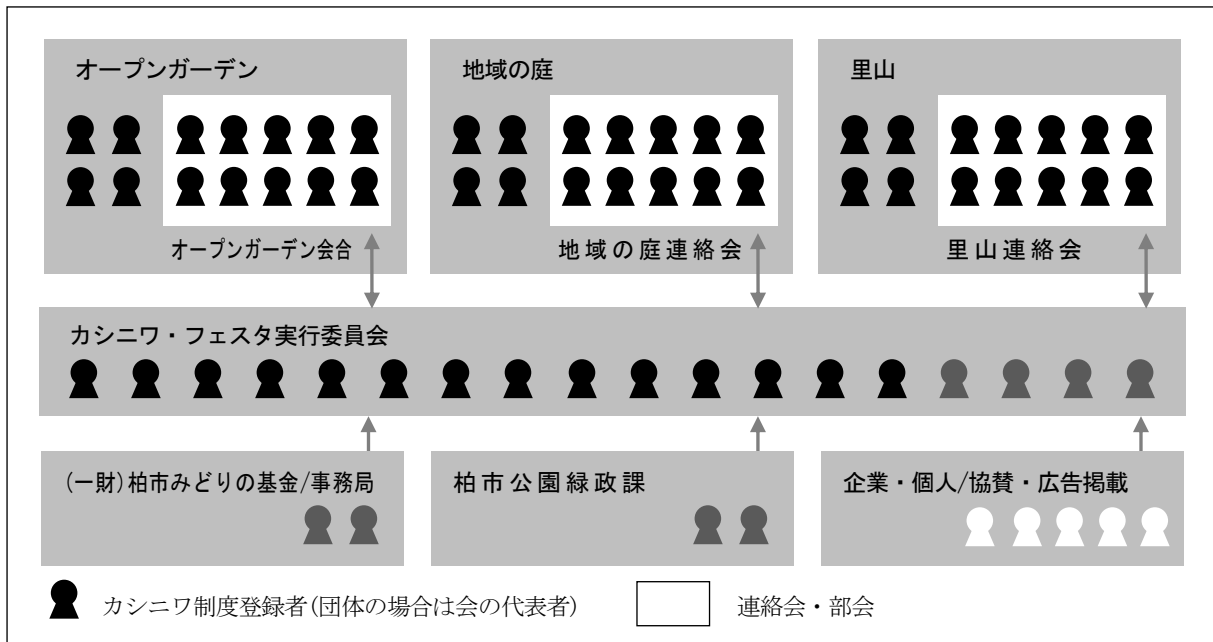 オープンガーデン
地域の庭
里山
オープンガーデン会合
地域の庭連絡会
里山連絡会
カシニワ・フェスタ実行委員会
(一財)柏市みどりの基金/事務局
柏市公園緑政課
企業・個人/協賛・広告掲載
カシニワ制度登録者(団体の場合は会の代表者)
連絡会・部会